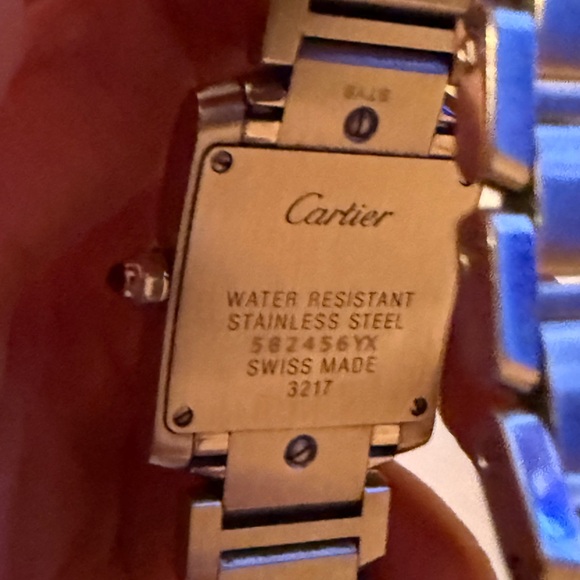 Cartier
WATER RESISTANT
STAINLESS STEEL
582456YX
SWISS MADE
3217